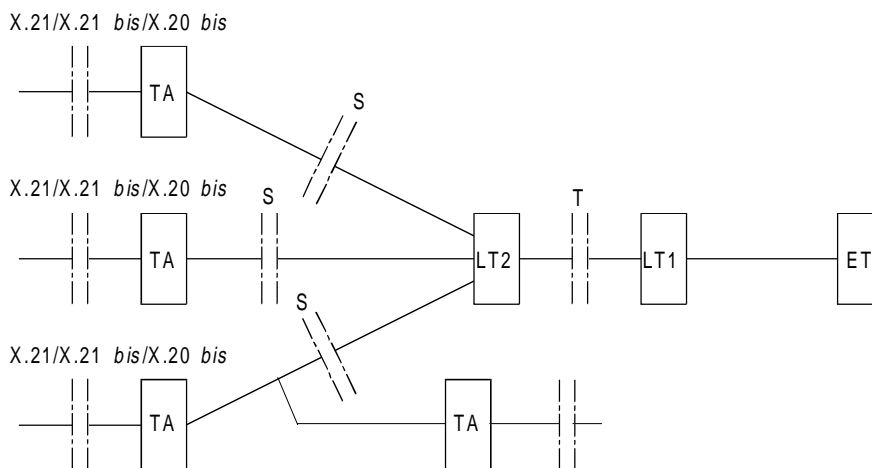 X.21/X.21 bis/X.20 bis
TA
S
X.21/X.21 bis/X.20 bis
S
T
TA
LT2
LT1
ET
S
X.21/X.21 bis/X.20 bis
TA
TA